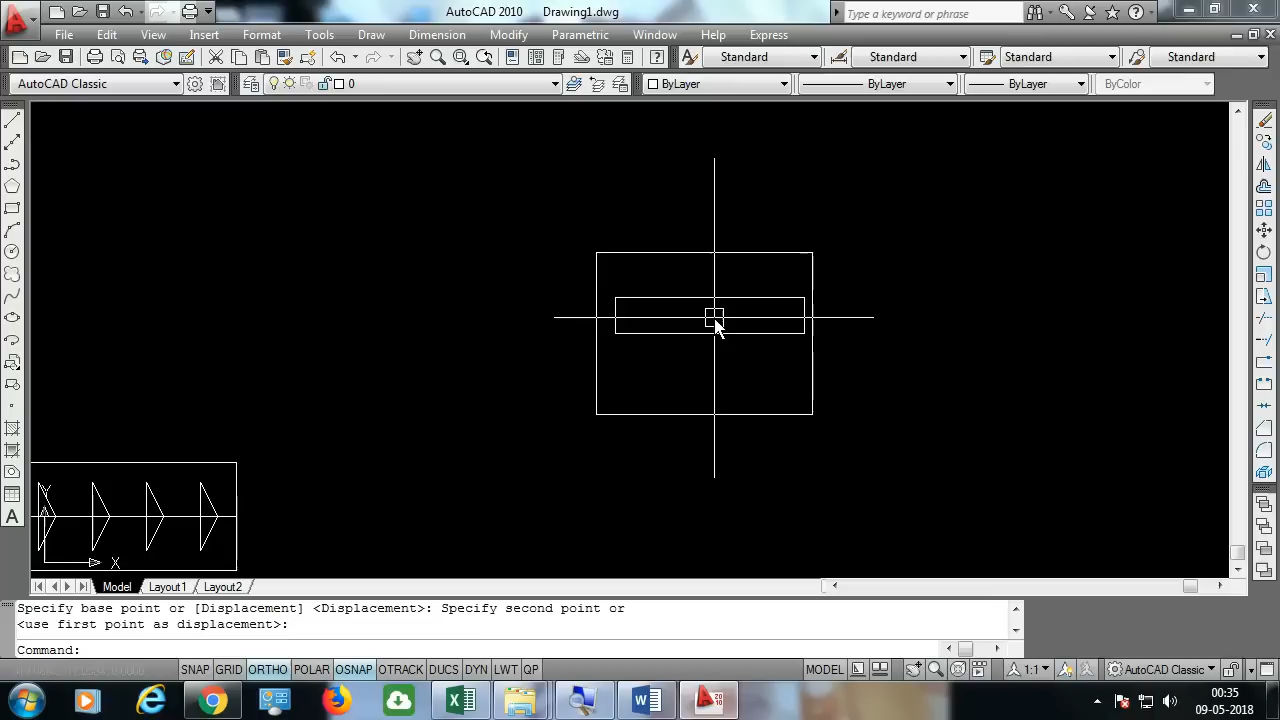 AutoCAD 2010 Drawing1.dwg
Type a keyword or phrase
File Edit View Insert Format Tools Draw Dimension Modify Parametric Window Help Express
Standard Standard Standard Standard
AutoCAD Classic 0 ByLayer ByLayer ByLayer ByColor
Y
X
A
Model Layout1 Layout2
Specify base point or [Displacement] <Displacement>: Specify second point or
<use first point as displacement>:
Command:
SNAP GRID ORTHO POLAR OSNAP OTRACK DUCS DYN LWT QP MODEL 1:1 AutoCAD Classic
00:35
09-05-2018